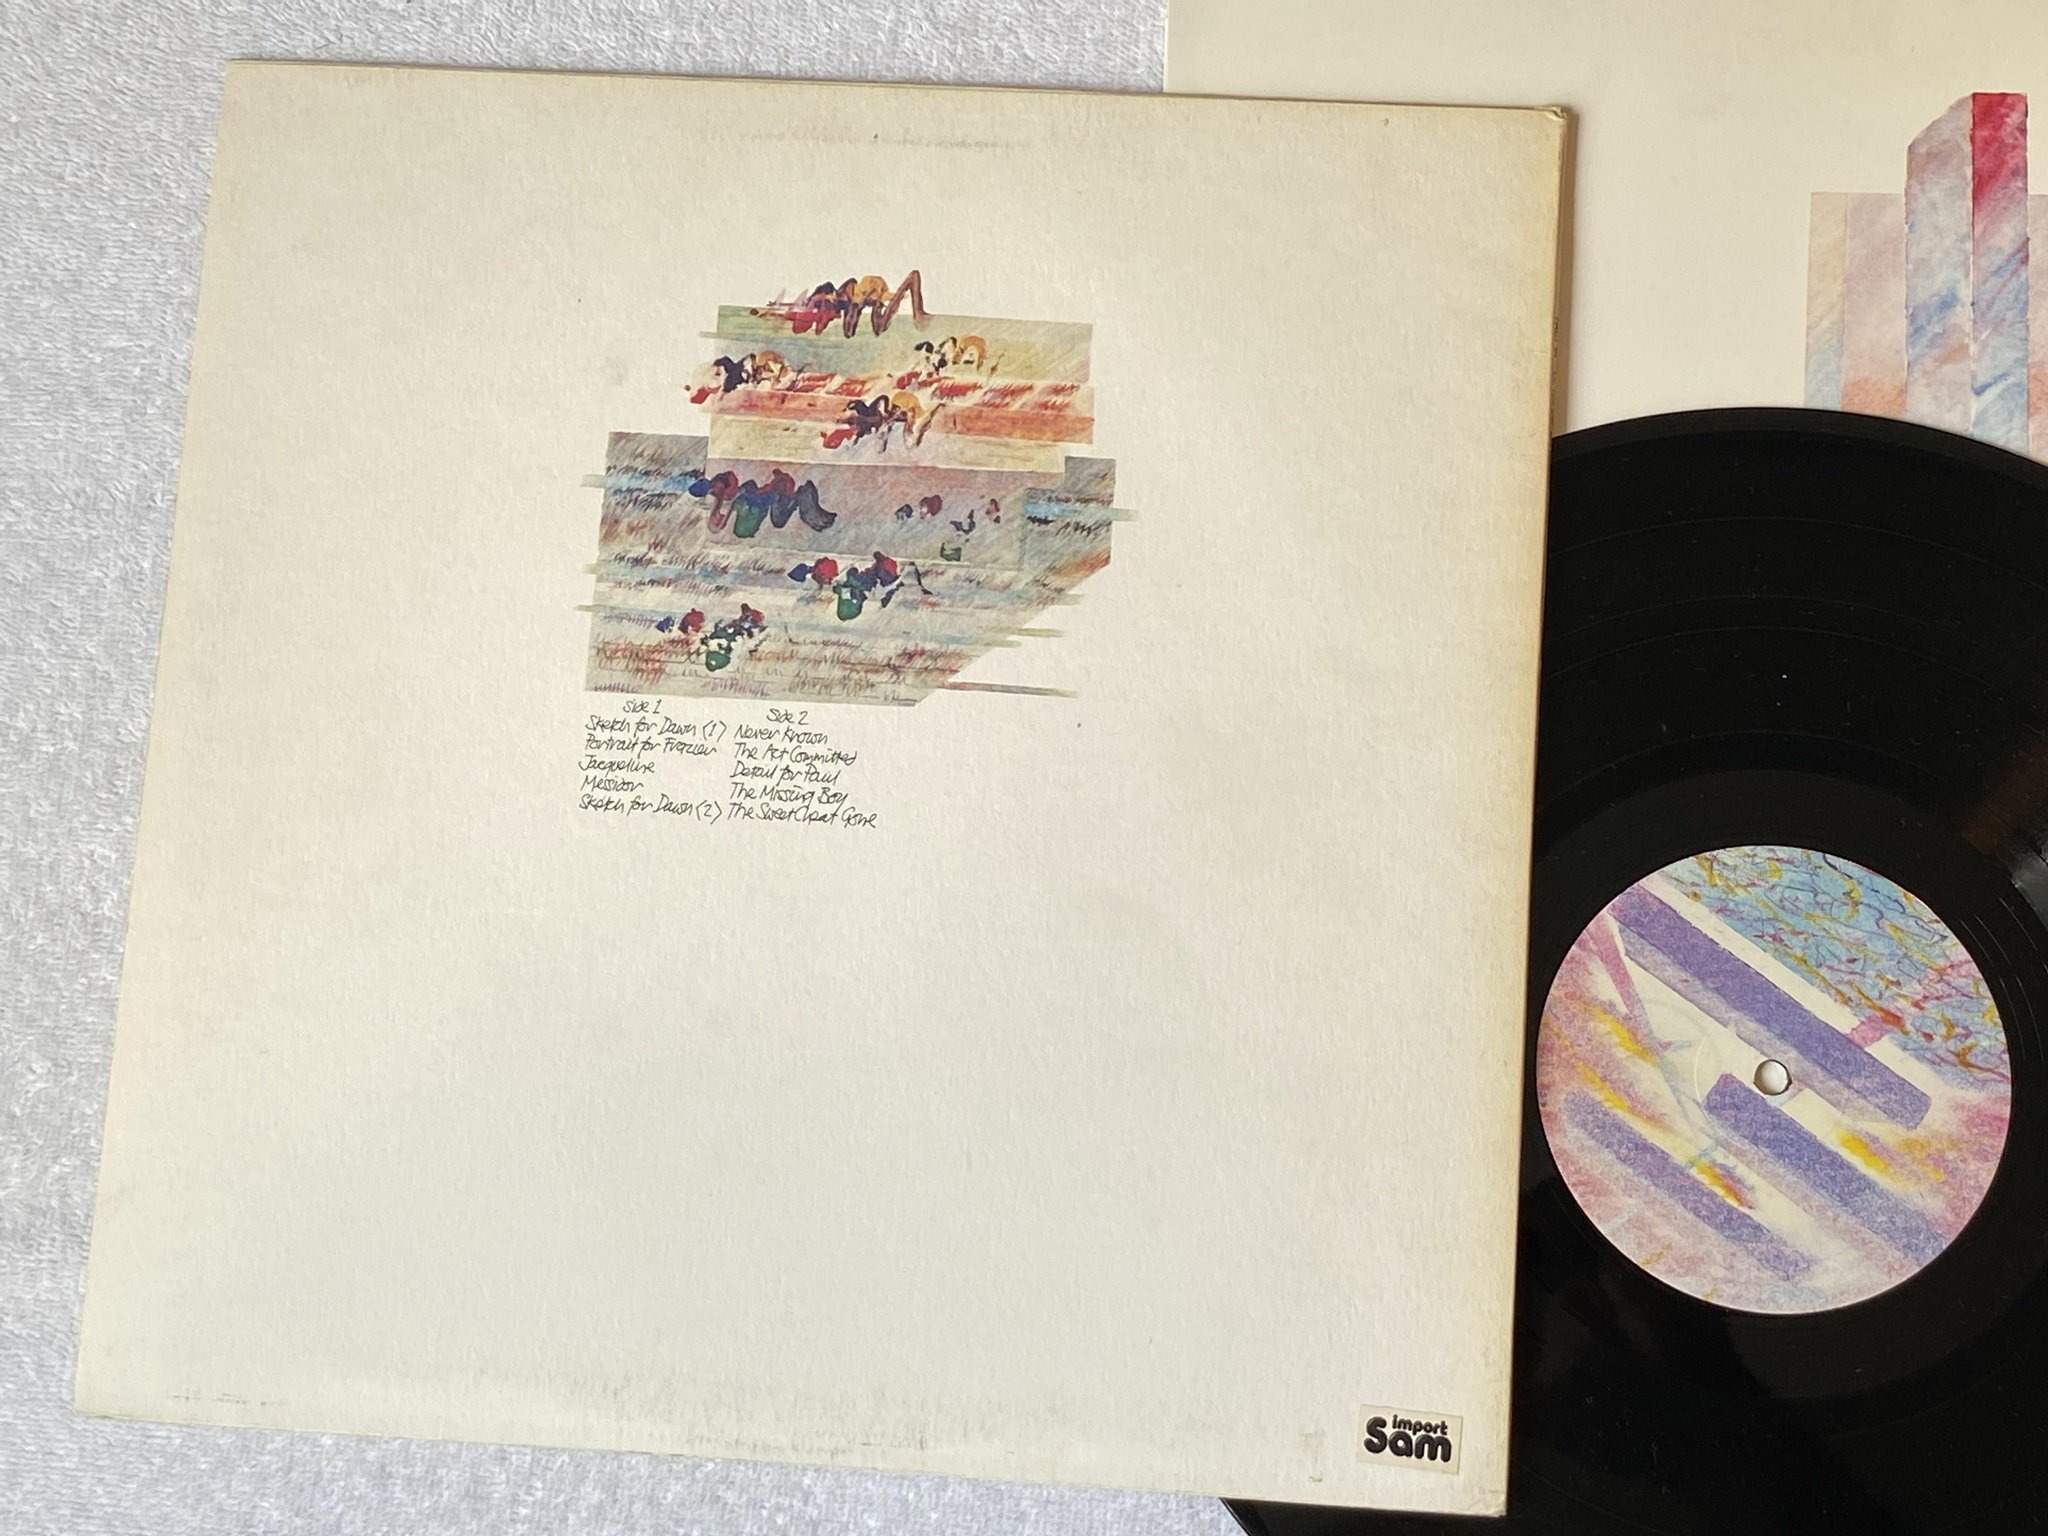 Side 1
Sketch for Dawn (1)
Portrait for Frazier
Jacqueline
Messidor
Sketch for Dawn (2)
Side 2
Never Known
The Act Committed
Detail for Paul
The Missing Boy
The Sweet Cheat Gone
import
Sam